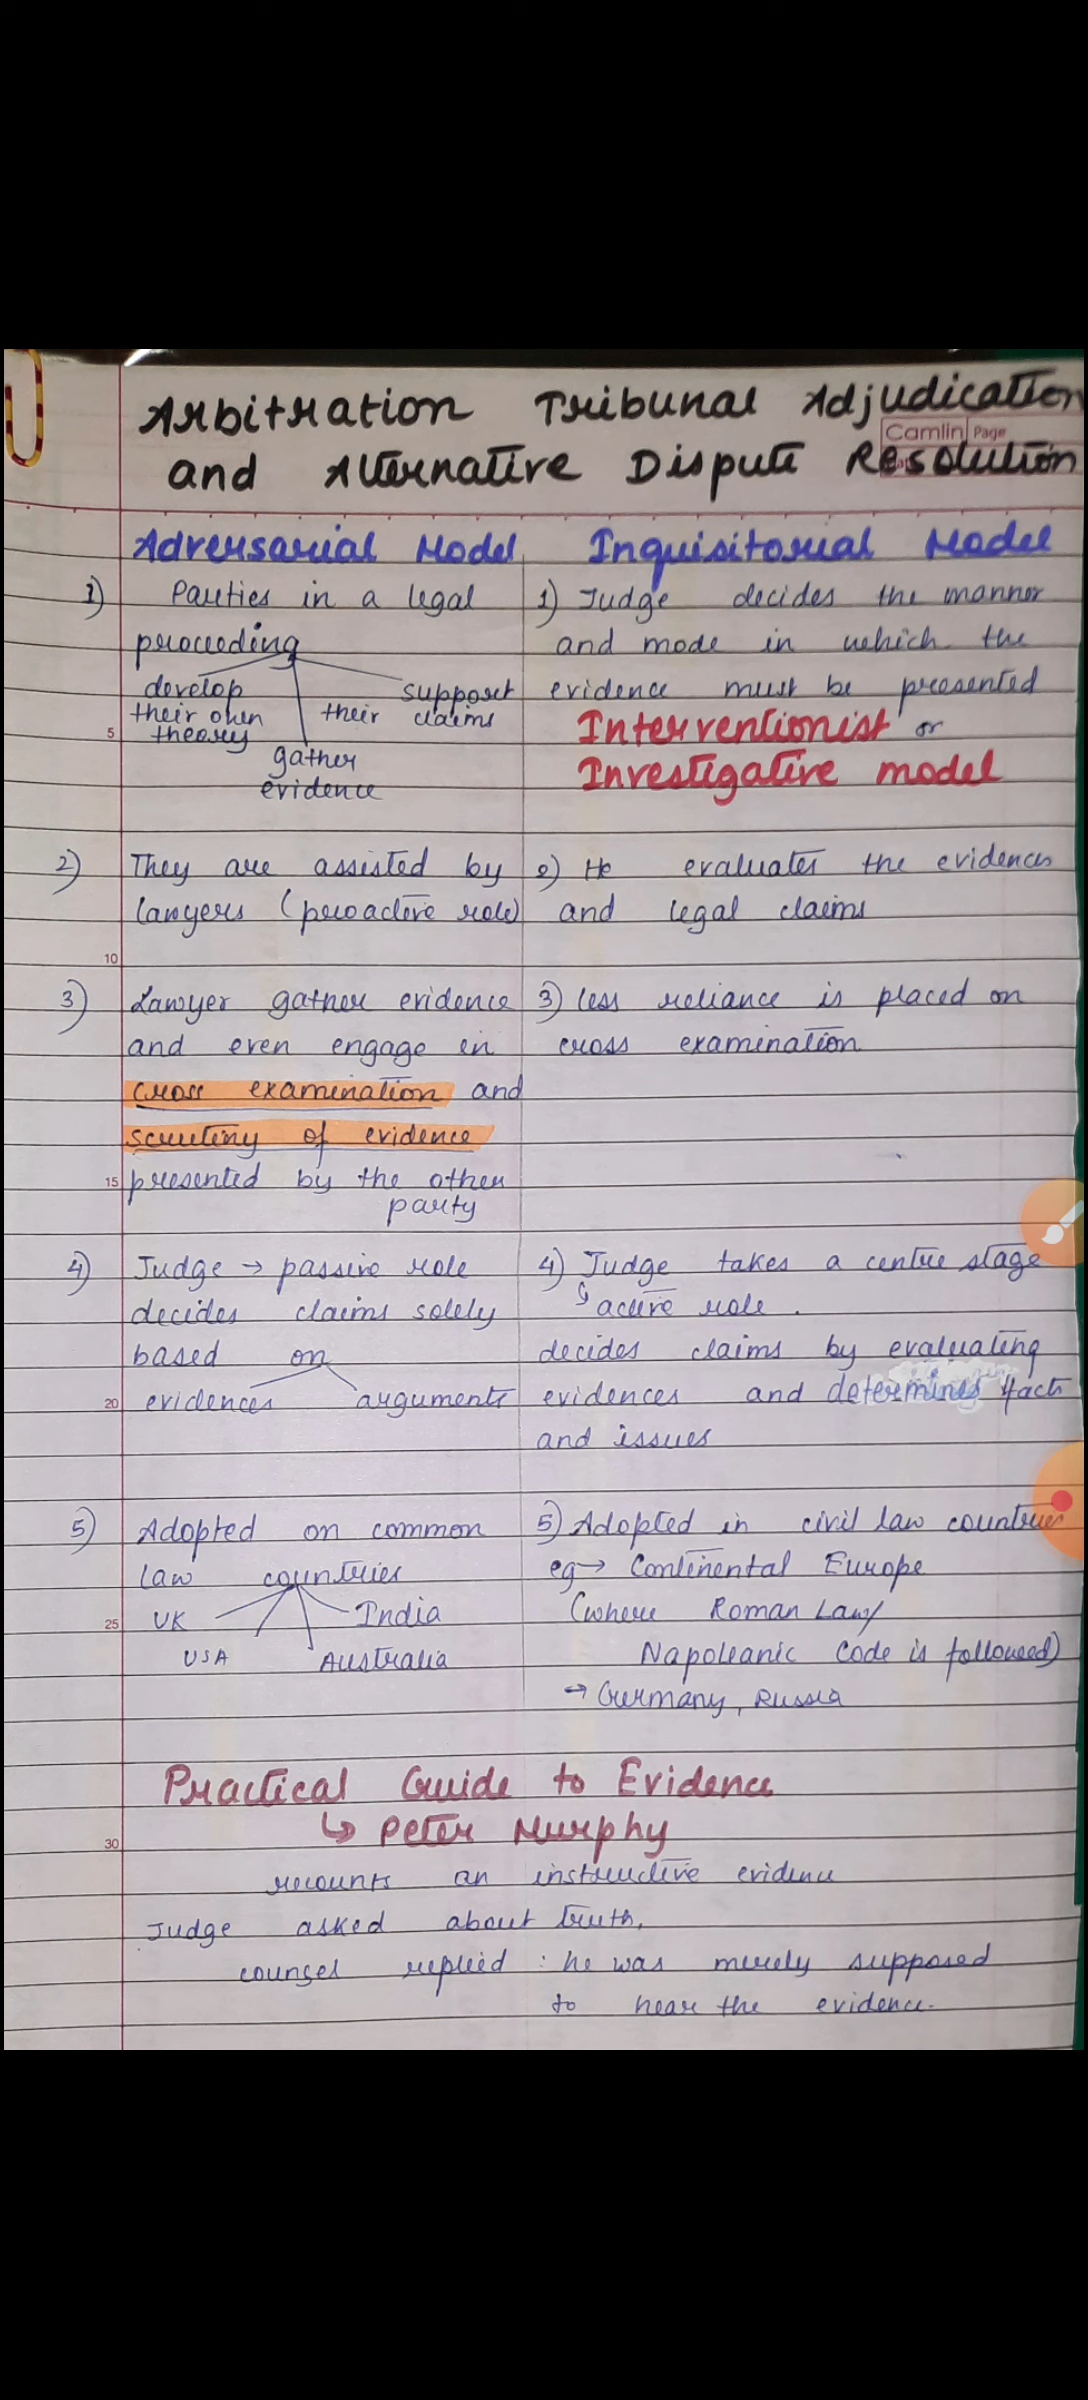 Arbitration Tribunal Adjudication
Camlin Page
and Alternative Dispute Resolution
Adversarial Model
1) Parties in a legal
proceeding
develop
their own
theory
gather
evidence
support
their claims
2) They are assisted by
lawyers (proactive role)
3) Lawyer gather evidence
and even engage in
cross examination and
scrutiny of evidence
presented by the other
party
4) Judge → passive role
decides claims solely
based on
evidences arguments
5) Adopted on common
law countries
UK
USA
Australia
India
Inquisitorial Model
1) Judge decides the manner
and mode in which the
evidence must be presented
Interventionist or
Investigative model
2) He evaluates the evidences
and legal claims
3) Less reliance is placed on
cross examination
4) Judge takes a centre stage
↳ active role.
decides claims by evaluating
evidences and determines facts
and issues
5) Adopted in civil law countries
eg → Continental Europe
(where Roman Law/
Napoleanic Code is followed)
→ Germany, Russia
Practical Guide to Evidence
↳ Peter Murphy
recounts an instructive evidence
Judge asked about truth,
counsel replied : he was merely supposed
to hear the evidence.
5
10
15
20
25
30